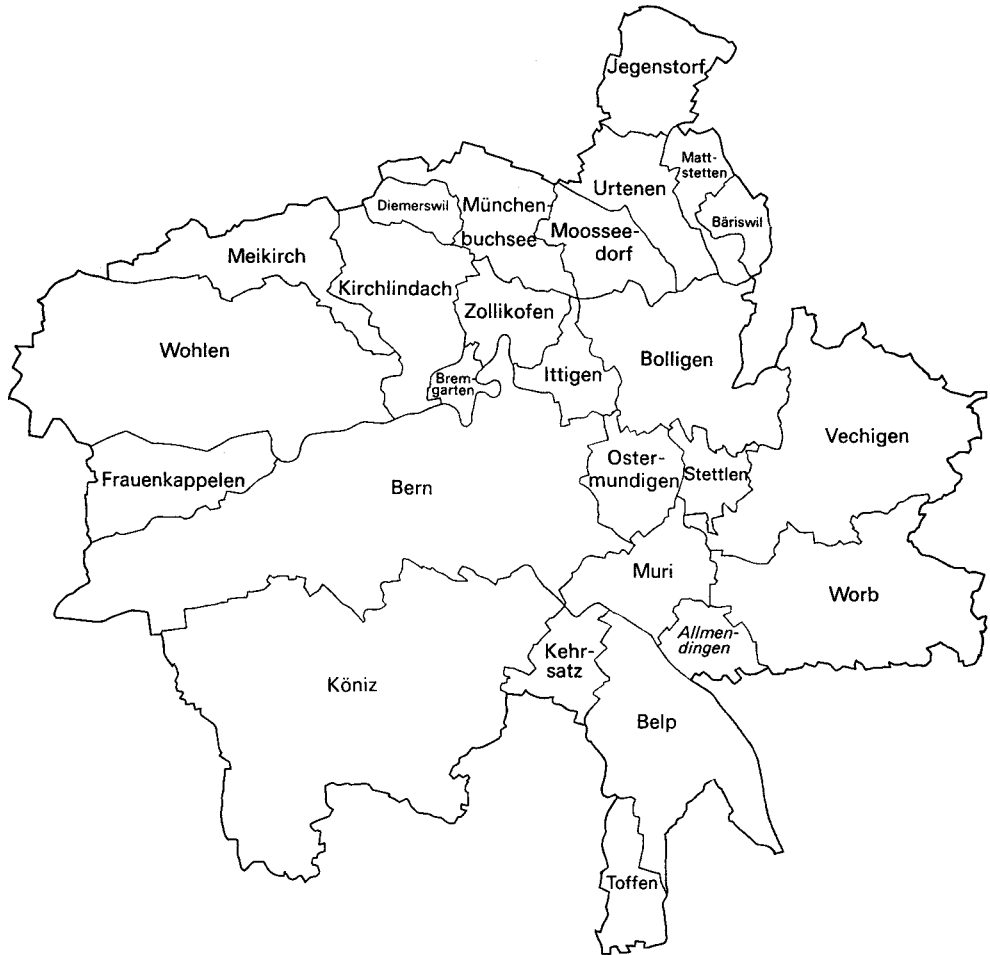 Jegenstorf
Matt-
stetten
Urtenen
Diemerswil
München-
buchsee
Bäriswil
Moossee-
dorf
Meikirch
Kirchlindach
Zollikofen
Wohlen
Bolligen
Ittigen
Brem-
garten
Vechigen
Oster-
mundigen
Stettlen
Frauenkappelen
Bern
Muri
Worb
Allmen-
dingen
Kehr-
satz
Köniz
Belp
Toffen